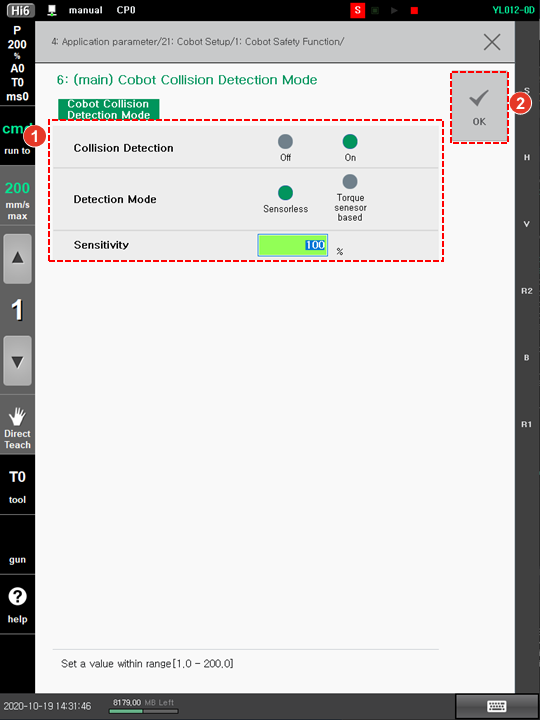 Hi6 manual CP0 S YL012-0D
P
200
%
A0
T0
ms0
4: Application parameter/21: Cobot Setup/1: Cobot Safety Function/
6: (main) Cobot Collision Detection Mode
Cobot Collision
Detection Mode
OK
2
1
Collision Detection
Off
On
Detection Mode
Sensorless
Torque
senesor
based
Sensitivity
100
%
cmd
run to
200
mm/s
max
1
Direct
Teach
T0
tool
gun
?
help
S
H
V
R2
B
R1
Set a value within range[1.0 - 200.0]
2020-10-19 14:31:46
8179.00 MB Left